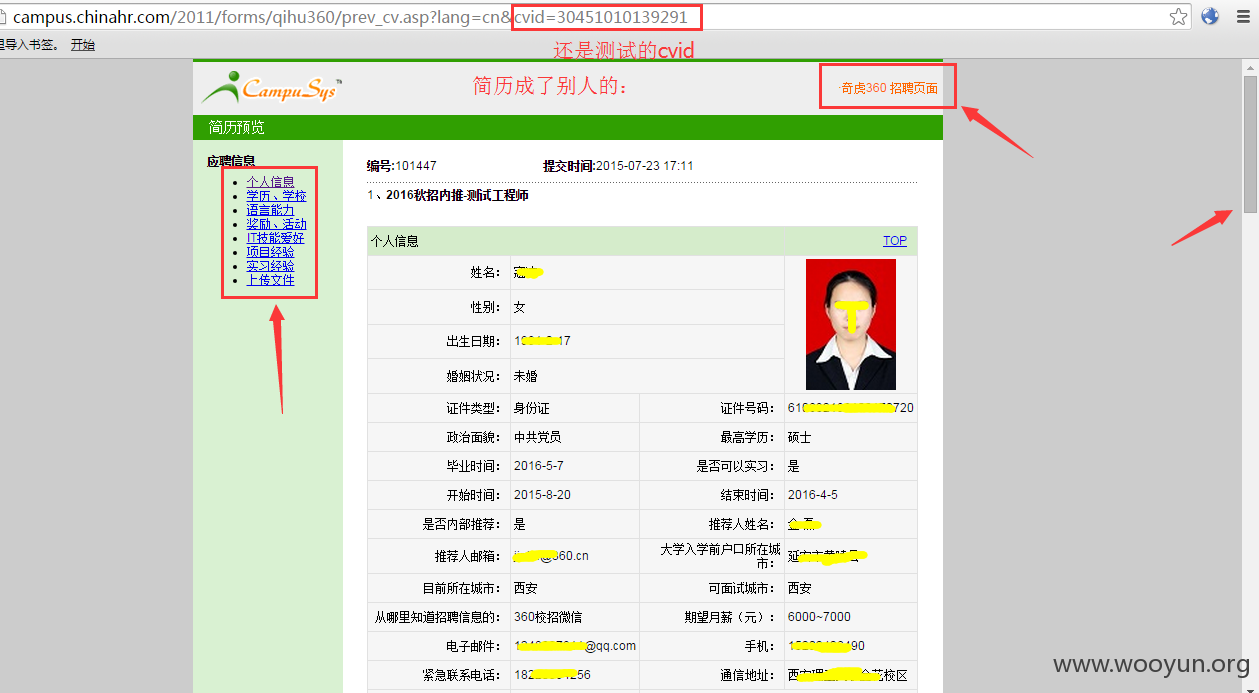 campus.chinahr.com/2011/forms/qihu360/prev_cv.asp?lang=cn&cvid=30451010139291
里导入书签。 开始
还是测试的cvid
简历成了别人的：
CampuSys™
·奇虎360 招聘页面
简历预览
应聘信息
个人信息
学历、学校
语言能力
奖励、活动
IT技能爱好
项目经验
实习经验
上传文件
编号:101447 提交时间:2015-07-23 17:11
1、2016秋招内推-测试工程师
个人信息 TOP
姓名：
性别： 女
出生日期： 17
婚姻状况： 未婚
证件类型： 身份证 证件号码： 61 720
政治面貌： 中共党员 最高学历： 硕士
毕业时间： 2016-5-7 是否可以实习： 是
开始时间： 2015-8-20 结束时间： 2016-4-5
是否内部推荐： 是 推荐人姓名：
推荐人邮箱： @360.cn 大学入学前户口所在城
市：
目前所在城市： 西安 可面试城市： 西安
从哪里知道招聘信息的： 360校招微信 期望月薪（元）： 6000~7000
电子邮件： @qq.com 手机： 90
紧急联系电话： 18 56 通信地址： 校区
www.wooyun.org